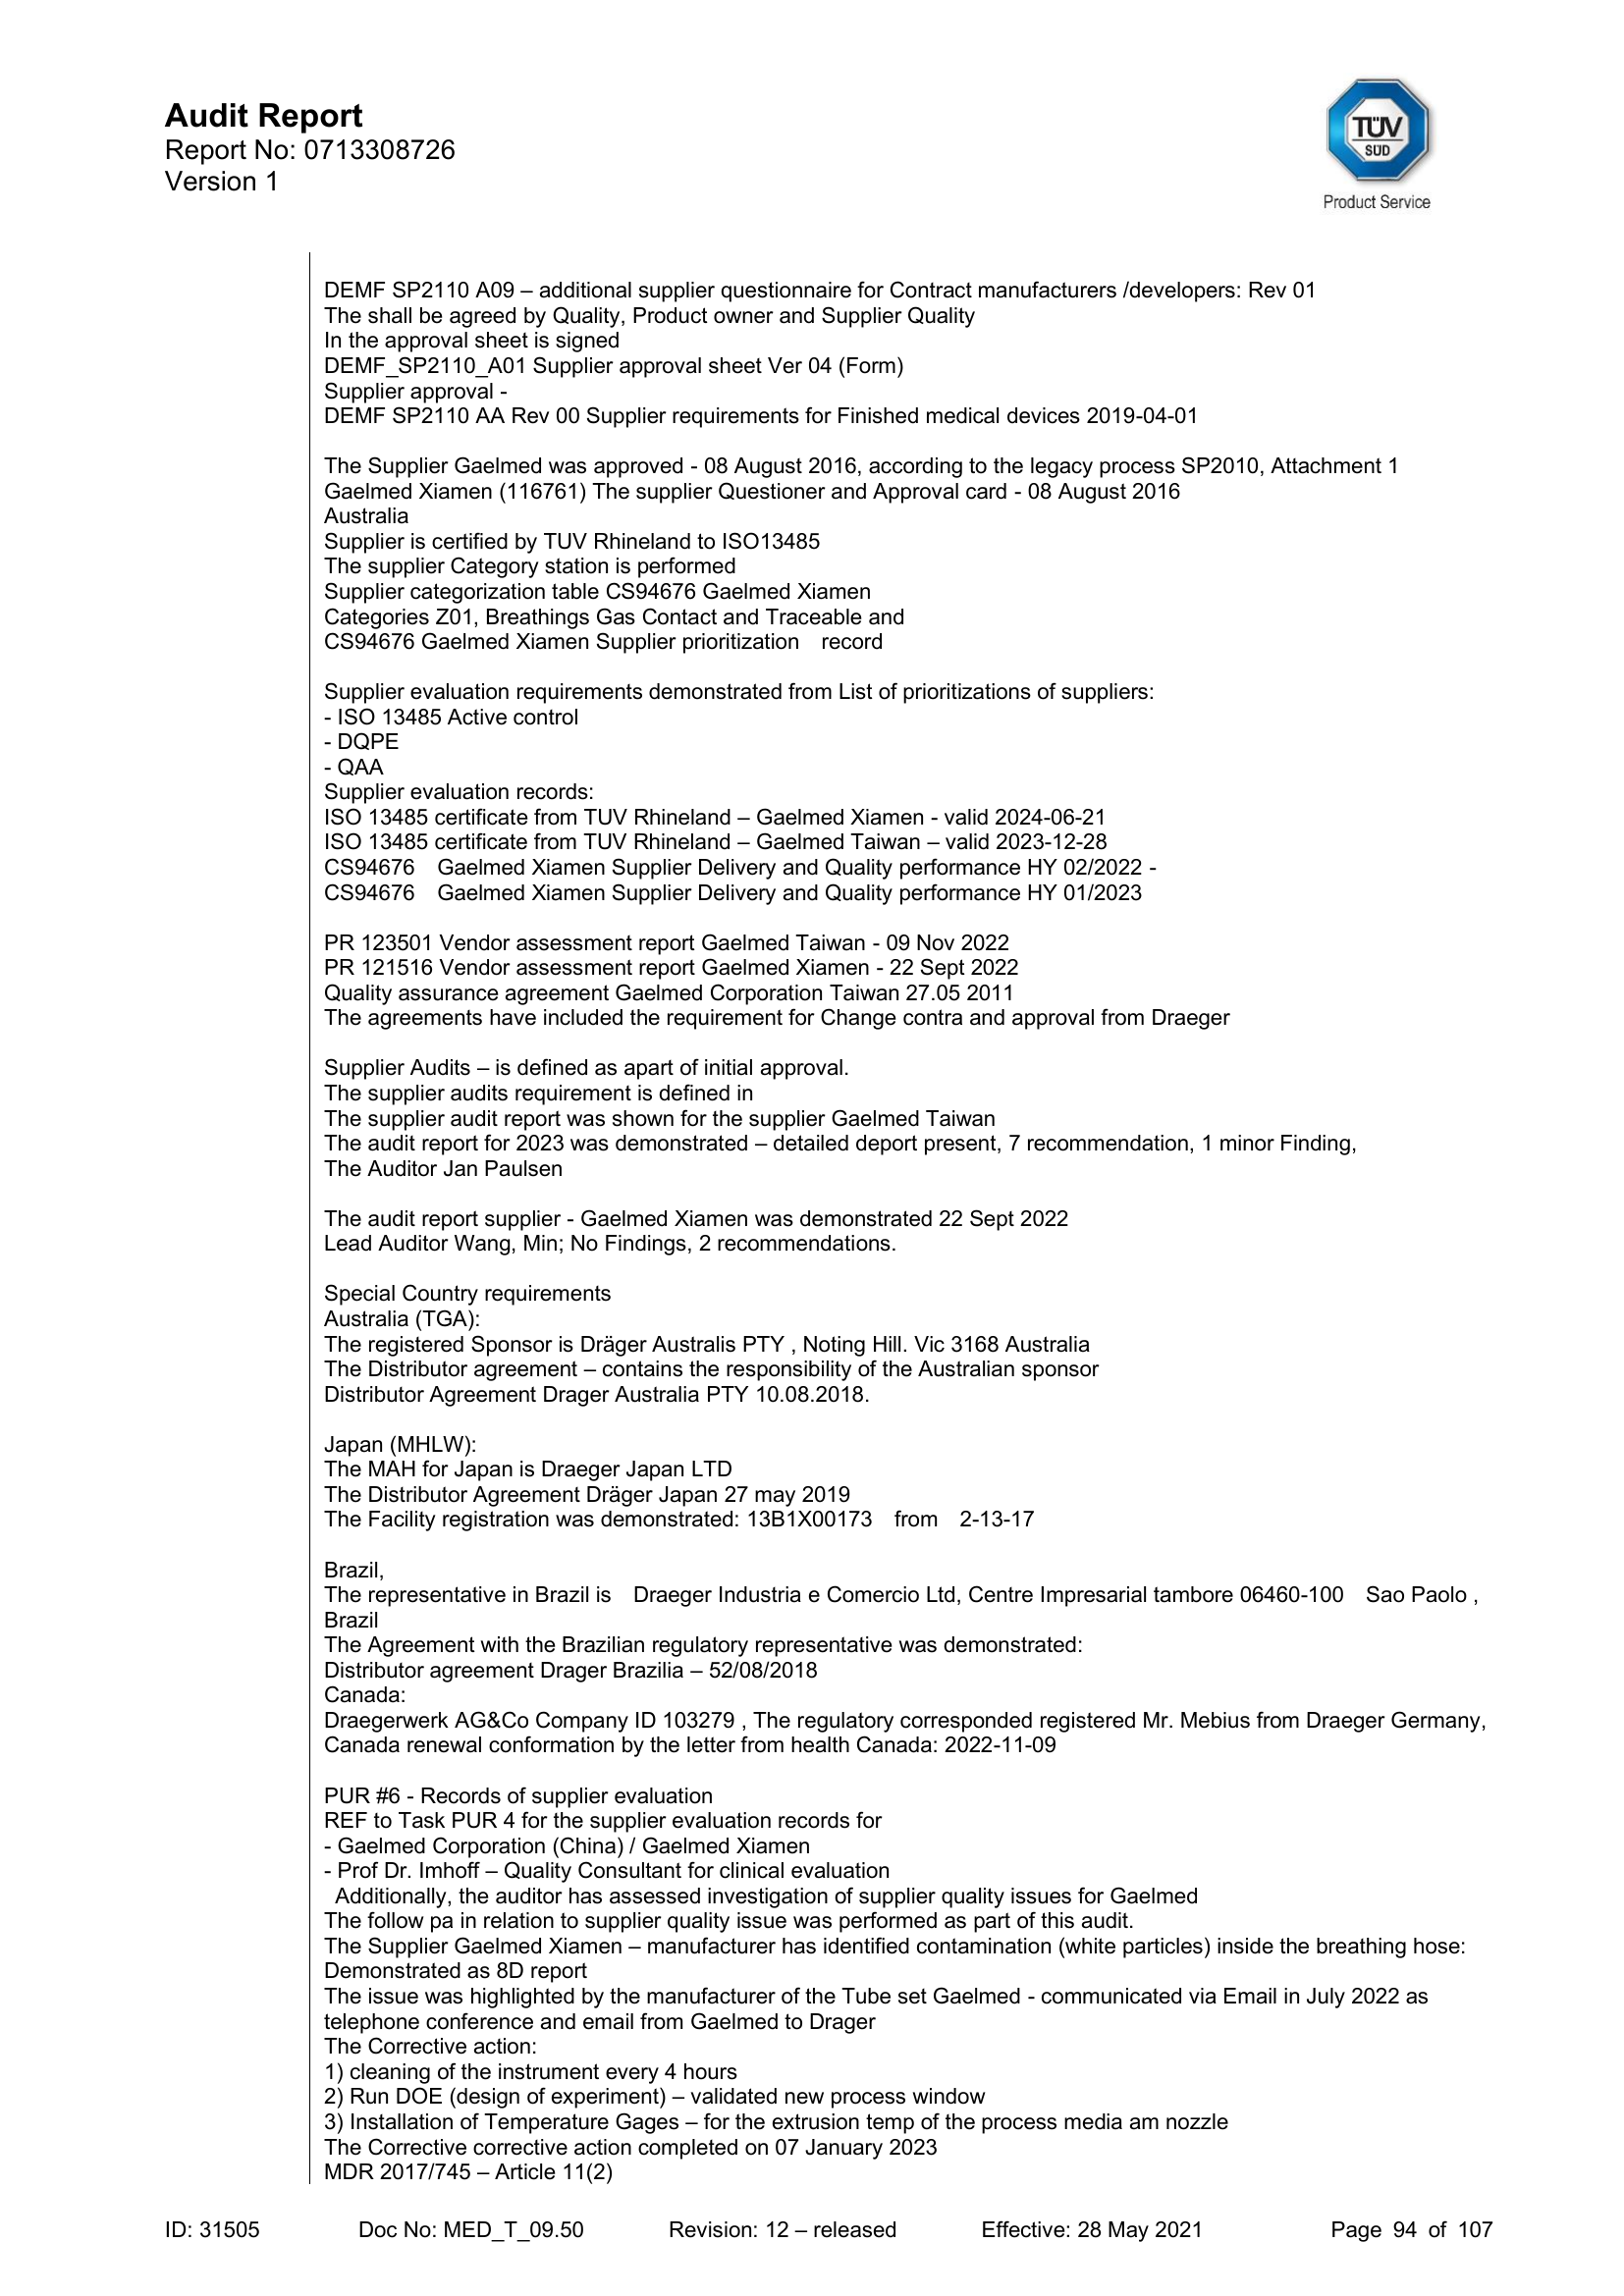 Audit Report
Report No: 0713308726
Version 1
TÜV
SÜD
Product Service
DEMF SP2110 A09 – additional supplier questionnaire for Contract manufacturers /developers: Rev 01
The shall be agreed by Quality, Product owner and Supplier Quality
In the approval sheet is signed
DEMF_SP2110_A01 Supplier approval sheet Ver 04 (Form)
Supplier approval -
DEMF SP2110 AA Rev 00 Supplier requirements for Finished medical devices 2019-04-01
The Supplier Gaelmed was approved - 08 August 2016, according to the legacy process SP2010, Attachment 1
Gaelmed Xiamen (116761) The supplier Questioner and Approval card - 08 August 2016
Australia
Supplier is certified by TUV Rhineland to ISO13485
The supplier Category station is performed
Supplier categorization table CS94676 Gaelmed Xiamen
Categories Z01, Breathings Gas Contact and Traceable and
CS94676 Gaelmed Xiamen Supplier prioritization record
Supplier evaluation requirements demonstrated from List of prioritizations of suppliers:
- ISO 13485 Active control
- DQPE
- QAA
Supplier evaluation records:
ISO 13485 certificate from TUV Rhineland – Gaelmed Xiamen - valid 2024-06-21
ISO 13485 certificate from TUV Rhineland – Gaelmed Taiwan – valid 2023-12-28
CS94676 Gaelmed Xiamen Supplier Delivery and Quality performance HY 02/2022 -
CS94676 Gaelmed Xiamen Supplier Delivery and Quality performance HY 01/2023
PR 123501 Vendor assessment report Gaelmed Taiwan - 09 Nov 2022
PR 121516 Vendor assessment report Gaelmed Xiamen - 22 Sept 2022
Quality assurance agreement Gaelmed Corporation Taiwan 27.05 2011
The agreements have included the requirement for Change contra and approval from Draeger
Supplier Audits – is defined as apart of initial approval.
The supplier audits requirement is defined in
The supplier audit report was shown for the supplier Gaelmed Taiwan
The audit report for 2023 was demonstrated – detailed deport present, 7 recommendation, 1 minor Finding,
The Auditor Jan Paulsen
The audit report supplier - Gaelmed Xiamen was demonstrated 22 Sept 2022
Lead Auditor Wang, Min; No Findings, 2 recommendations.
Special Country requirements
Australia (TGA):
The registered Sponsor is Dräger Australis PTY , Noting Hill. Vic 3168 Australia
The Distributor agreement – contains the responsibility of the Australian sponsor
Distributor Agreement Drager Australia PTY 10.08.2018.
Japan (MHLW):
The MAH for Japan is Draeger Japan LTD
The Distributor Agreement Dräger Japan 27 may 2019
The Facility registration was demonstrated: 13B1X00173 from 2-13-17
Brazil,
The representative in Brazil is Draeger Industria e Comercio Ltd, Centre Impresarial tambore 06460-100 Sao Paolo ,
Brazil
The Agreement with the Brazilian regulatory representative was demonstrated:
Distributor agreement Drager Brazilia – 52/08/2018
Canada:
Draegerwerk AG&Co Company ID 103279 , The regulatory corresponded registered Mr. Mebius from Draeger Germany,
Canada renewal conformation by the letter from health Canada: 2022-11-09
PUR #6 - Records of supplier evaluation
REF to Task PUR 4 for the supplier evaluation records for
- Gaelmed Corporation (China) / Gaelmed Xiamen
- Prof Dr. Imhoff – Quality Consultant for clinical evaluation
Additionally, the auditor has assessed investigation of supplier quality issues for Gaelmed
The follow pa in relation to supplier quality issue was performed as part of this audit.
The Supplier Gaelmed Xiamen – manufacturer has identified contamination (white particles) inside the breathing hose:
Demonstrated as 8D report
The issue was highlighted by the manufacturer of the Tube set Gaelmed - communicated via Email in July 2022 as
telephone conference and email from Gaelmed to Drager
The Corrective action:
1) cleaning of the instrument every 4 hours
2) Run DOE (design of experiment) – validated new process window
3) Installation of Temperature Gages – for the extrusion temp of the process media am nozzle
The Corrective corrective action completed on 07 January 2023
MDR 2017/745 – Article 11(2)
ID: 31505 Doc No: MED_T_09.50 Revision: 12 – released Effective: 28 May 2021 Page 94 of 107